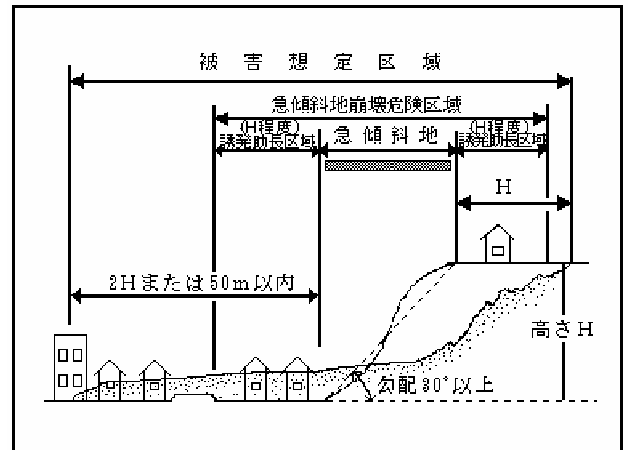 被害想定区域
急傾斜地崩壊危険区域
(H程度)
誘発助長区域
急傾斜地
(H程度)
誘発助長区域
H
2Hまたは50m以内
高さH
勾配30°以上